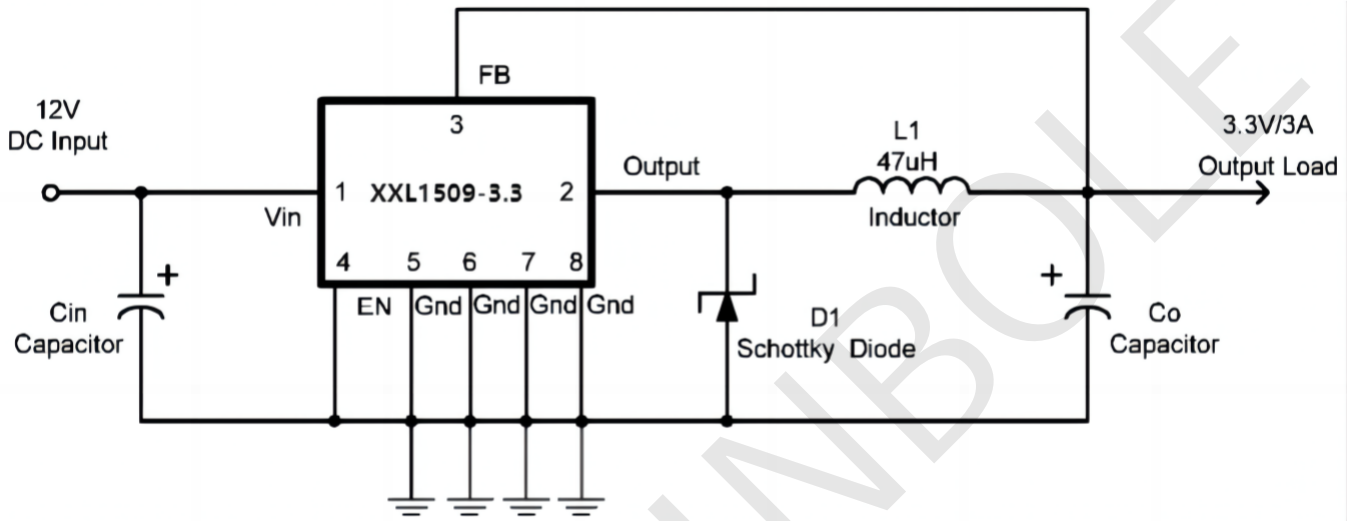 FB
12V
DC Input
3
L1
47uH
3.3V/3A
Output Load
Output
1 XXL1509-3.3 2
Vin
Inductor
4 5 6 7 8
+
+
EN Gnd Gnd Gnd Gnd
Cin
Capacitor
D1
Schottky Diode
Co
Capacitor